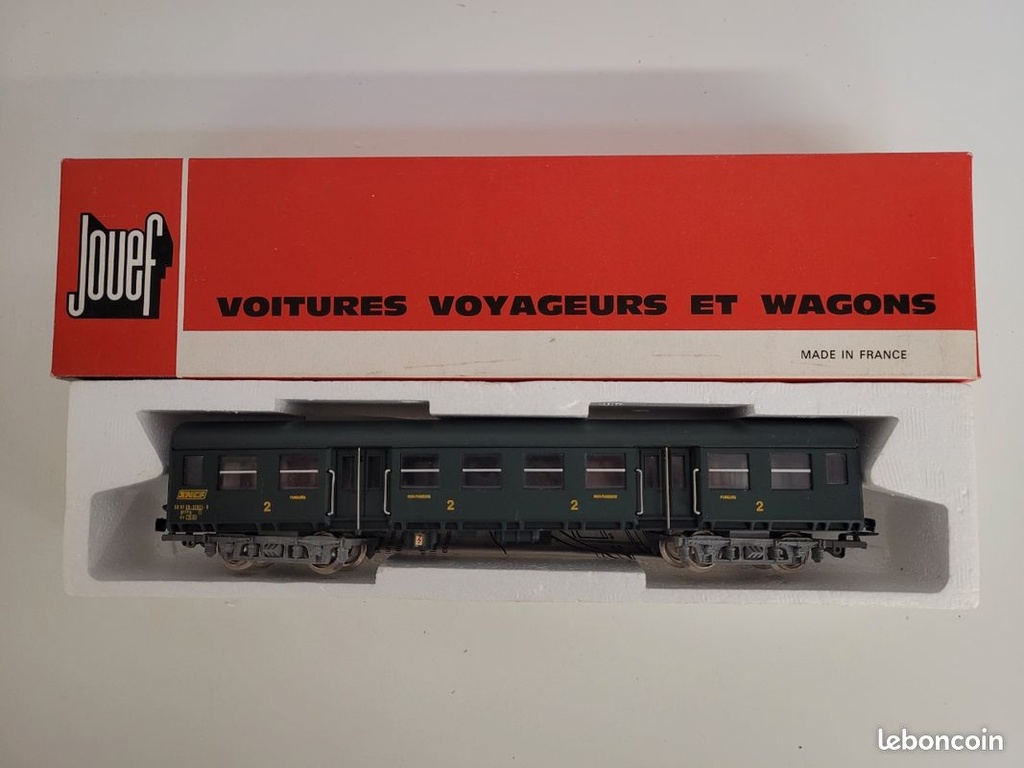 Jouef
VOITURES VOYAGEURS ET WAGONS
MADE IN FRANCE
FUMEURS
NON FUMEURS
NON FUMEURS
FUMEURS
2
2
2
2
SNCF
leboncoin